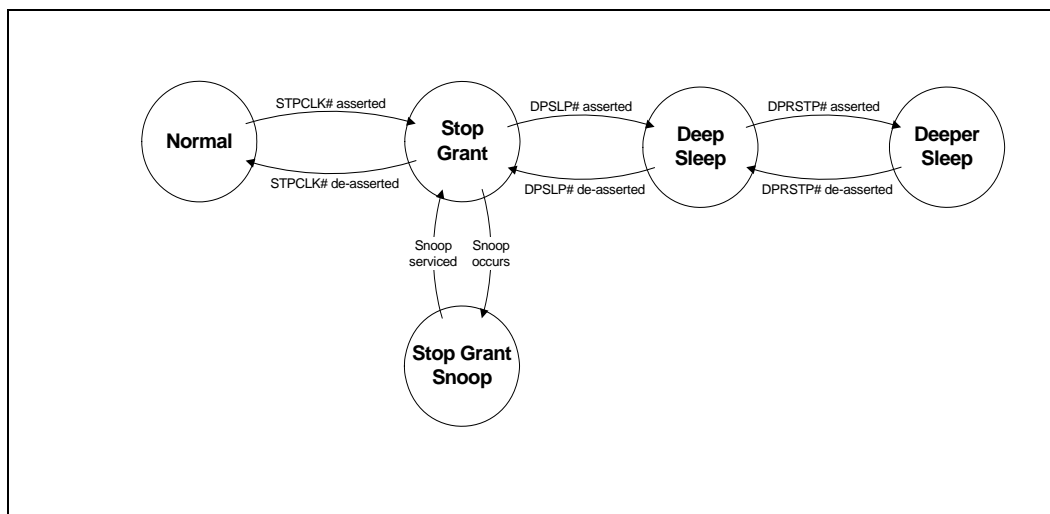 STPCLK# asserted
DPSLP# asserted
DPRSTP# asserted
Normal
Stop
Grant
Deep
Sleep
Deeper
Sleep
STPCLK# de-asserted
DPSLP# de-asserted
DPRSTP# de-asserted
Snoop
serviced
Snoop
occurs
Stop Grant
Snoop